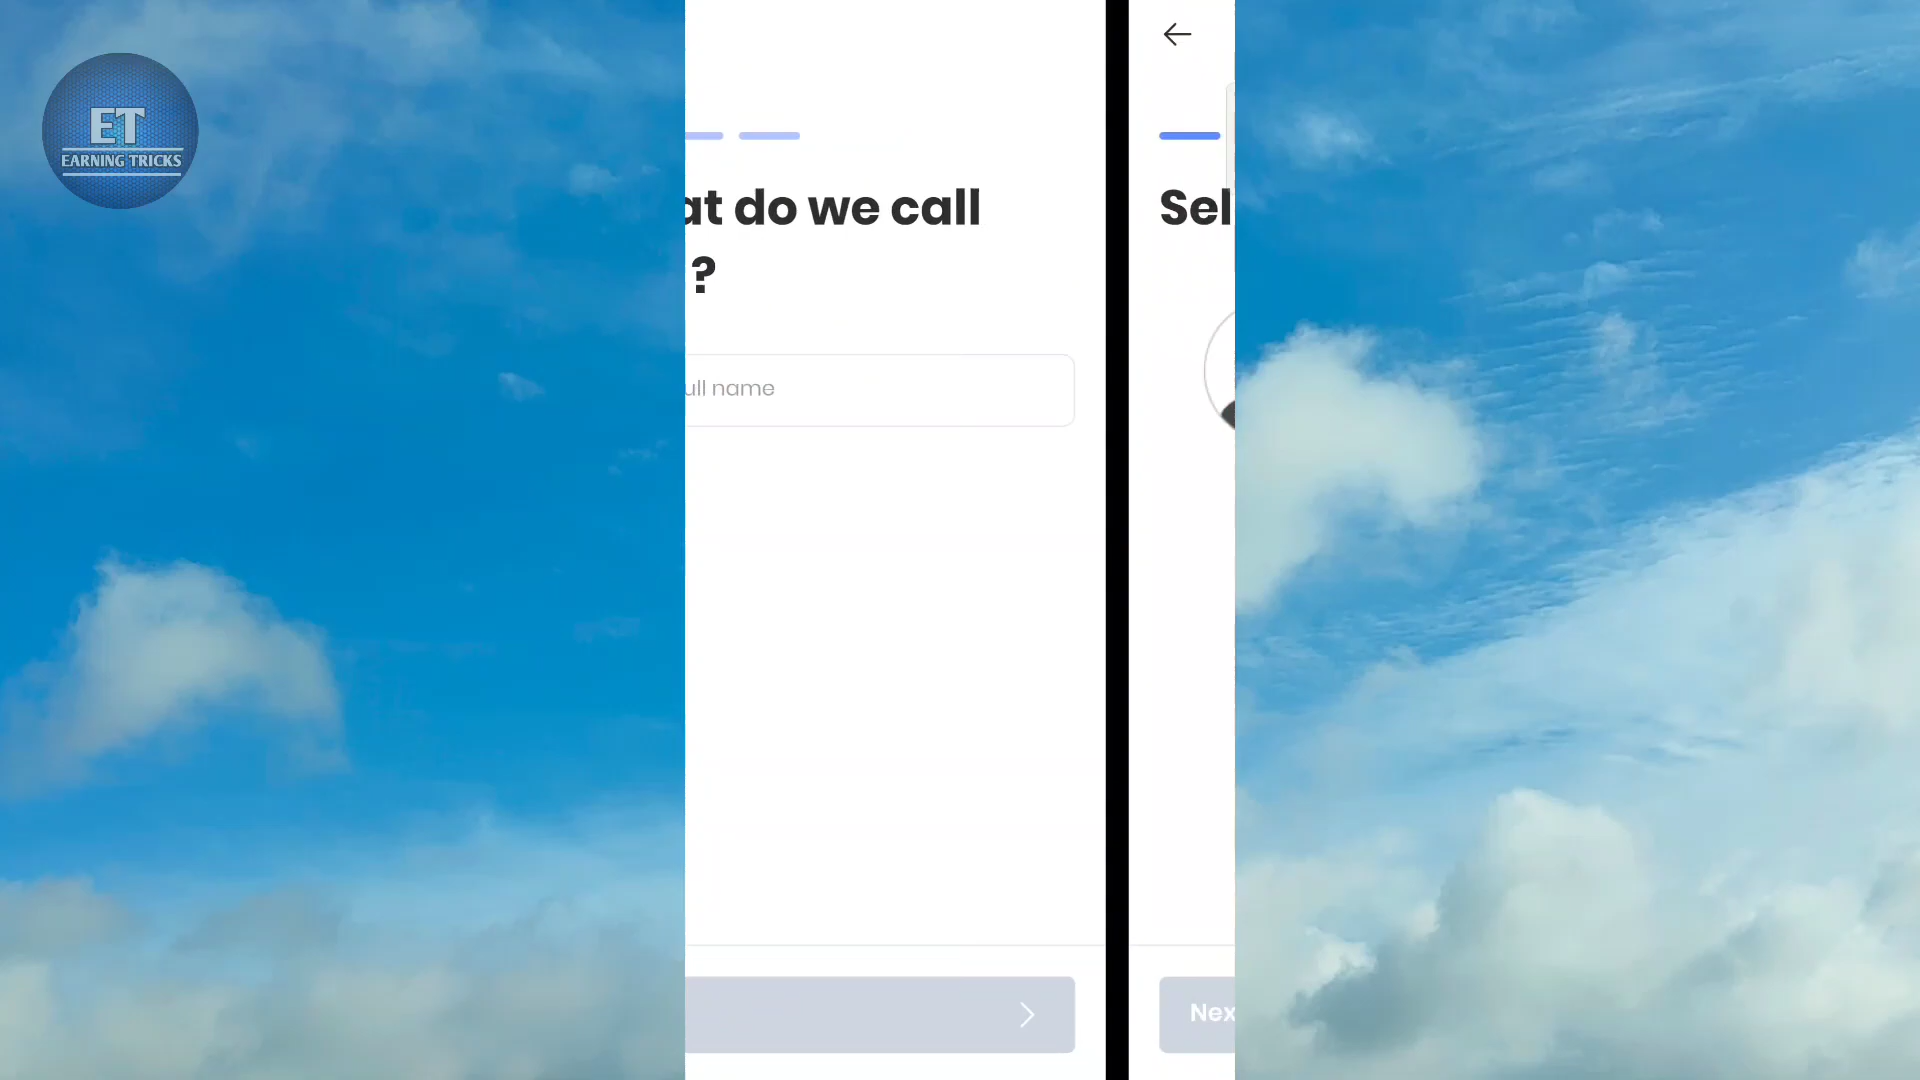 ET
EARNING TRICKS
at do we call
?
ull name
Sel
Nex